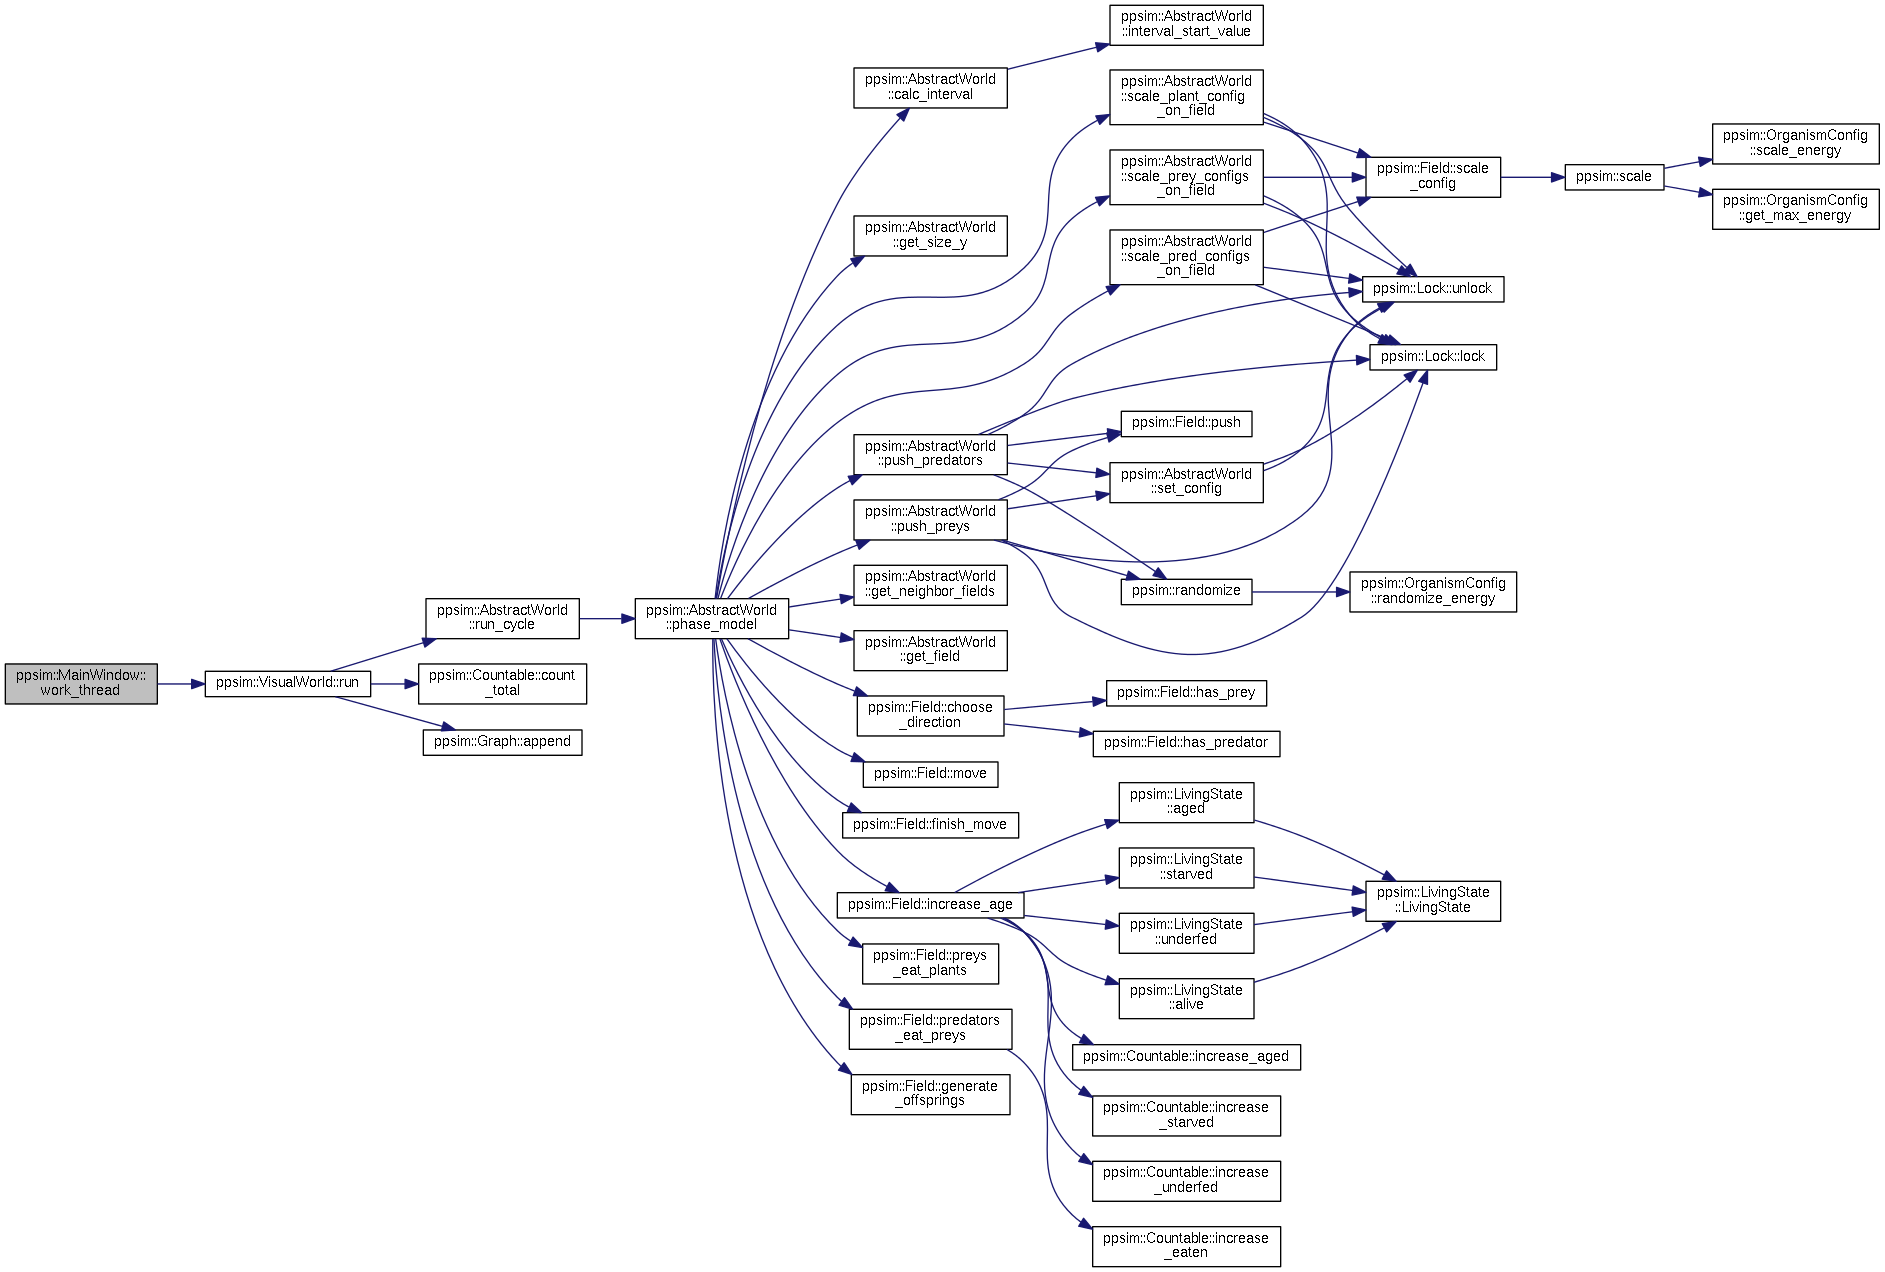 ppsim::MainWindow::
work_thread
ppsim::VisualWorld::run
ppsim::AbstractWorld
::run_cycle
ppsim::Countable::count
_total
ppsim::Graph::append
ppsim::AbstractWorld
::phase_model
ppsim::AbstractWorld
::calc_interval
ppsim::AbstractWorld
::get_size_y
ppsim::AbstractWorld
::push_predators
ppsim::AbstractWorld
::push_preys
ppsim::AbstractWorld
::get_neighbor_fields
ppsim::AbstractWorld
::get_field
ppsim::Field::choose
_direction
ppsim::Field::move
ppsim::Field::finish_move
ppsim::Field::increase_age
ppsim::Field::preys
_eat_plants
ppsim::Field::predators
_eat_preys
ppsim::Field::generate
_offsprings
ppsim::AbstractWorld
::interval_start_value
ppsim::AbstractWorld
::scale_plant_config
_on_field
ppsim::AbstractWorld
::scale_prey_configs
_on_field
ppsim::AbstractWorld
::scale_pred_configs
_on_field
ppsim::Field::push
ppsim::AbstractWorld
::set_config
ppsim::randomize
ppsim::Field::has_prey
ppsim::Field::has_predator
ppsim::LivingState
::aged
ppsim::LivingState
::starved
ppsim::LivingState
::underfed
ppsim::LivingState
::alive
ppsim::Countable::increase_aged
ppsim::Countable::increase
_starved
ppsim::Countable::increase
_underfed
ppsim::Countable::increase
_eaten
ppsim::Field::scale
_config
ppsim::Lock::unlock
ppsim::Lock::lock
ppsim::OrganismConfig
::randomize_energy
ppsim::LivingState
::LivingState
ppsim::scale
ppsim::OrganismConfig
::scale_energy
ppsim::OrganismConfig
::get_max_energy